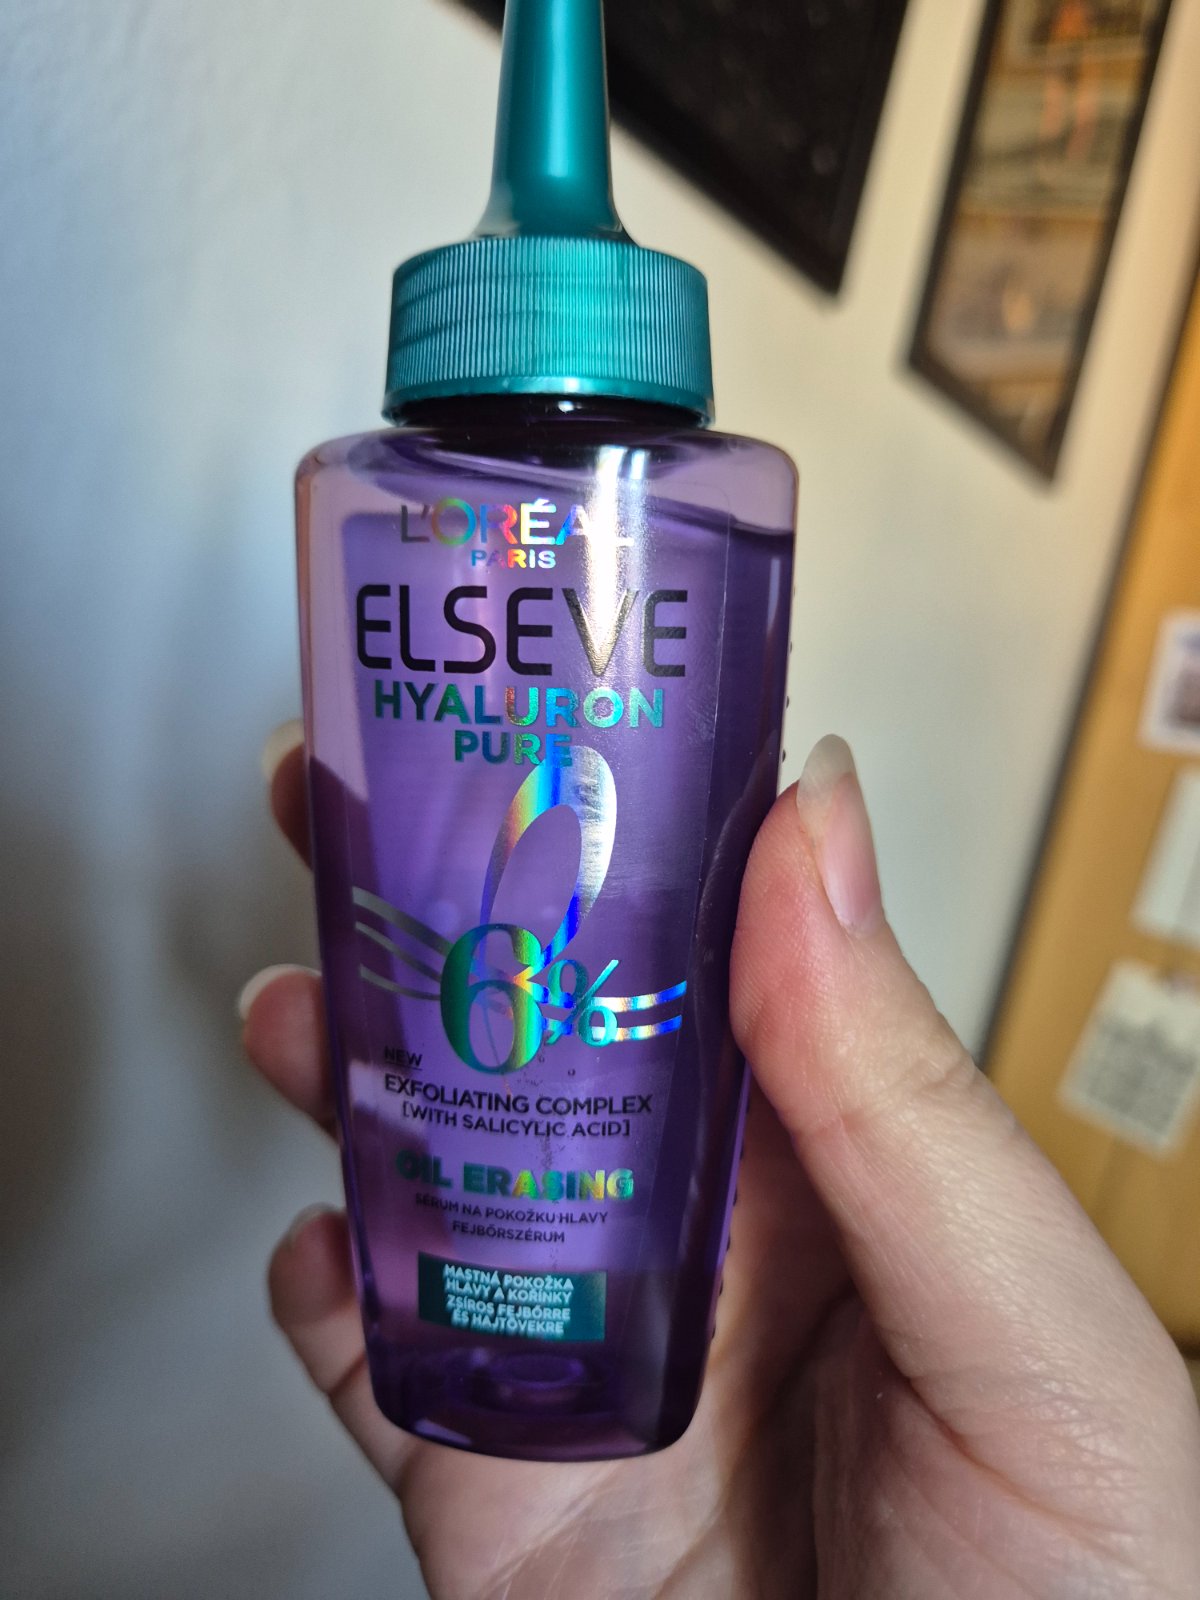 L'ORÉAL
PARIS
ELSEVE
HYALURON
PURE
6%
NEW
EXFOLIATING COMPLEX
[WITH SALICYLIC ACID]
OIL ERASING
SÉRUM NA POKOŽKU HLAVY
FEJBŐRSZÉRUM
MASTNÁ POKOŽKA
HLAVY A KOŘÍNKY
ZSÍROS FEJBŐRRE
ÉS HAJTÖVEKRE